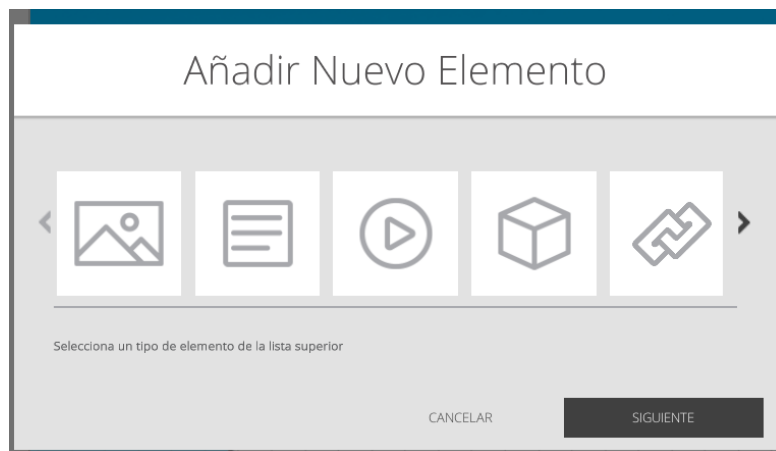 Añadir Nuevo Elemento
Selecciona un tipo de elemento de la lista superior
CANCELAR
SIGUIENTE